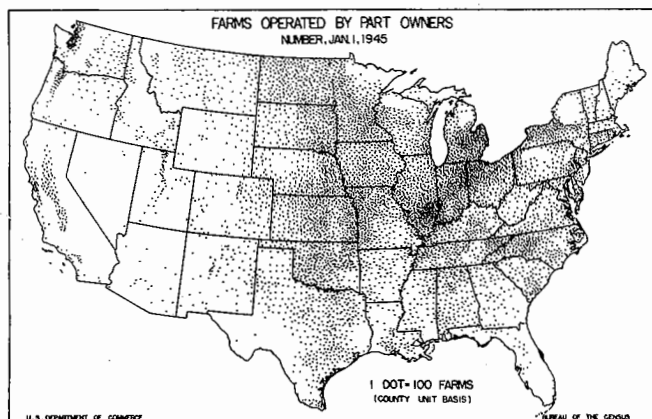 FARMS OPERATED BY PART OWNERS
NUMBER, JAN. 1, 1945
1 DOT=100 FARMS
(COUNTY UNIT BASIS)
U. S. DEPARTMENT OF COMMERCE
BUREAU OF THE CENSUS